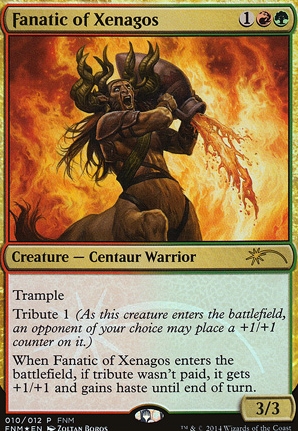 Fanatic of Xenagos 1
Creature — Centaur Warrior
Trample
Tribute 1 (As this creature enters the battlefield,
an opponent of your choice may place a +1/+1
counter on it.)
When Fanatic of Xenagos enters the
battlefield, if tribute wasn't paid, it gets
+1/+1 and gains haste until end of turn.
3/3
010/012 P FNM
FNM★EN ZOLTAN BOROS
™ & © 2014 Wizards of the Coast